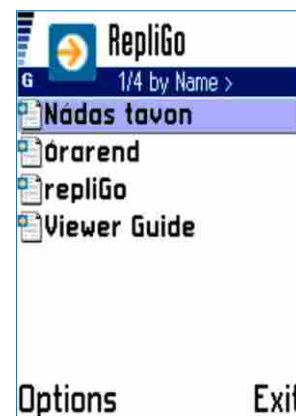 RepliGo
G
1/4 by Name >
Nádas tavon
órarend
repliGo
Viewer Guide
Options Exit